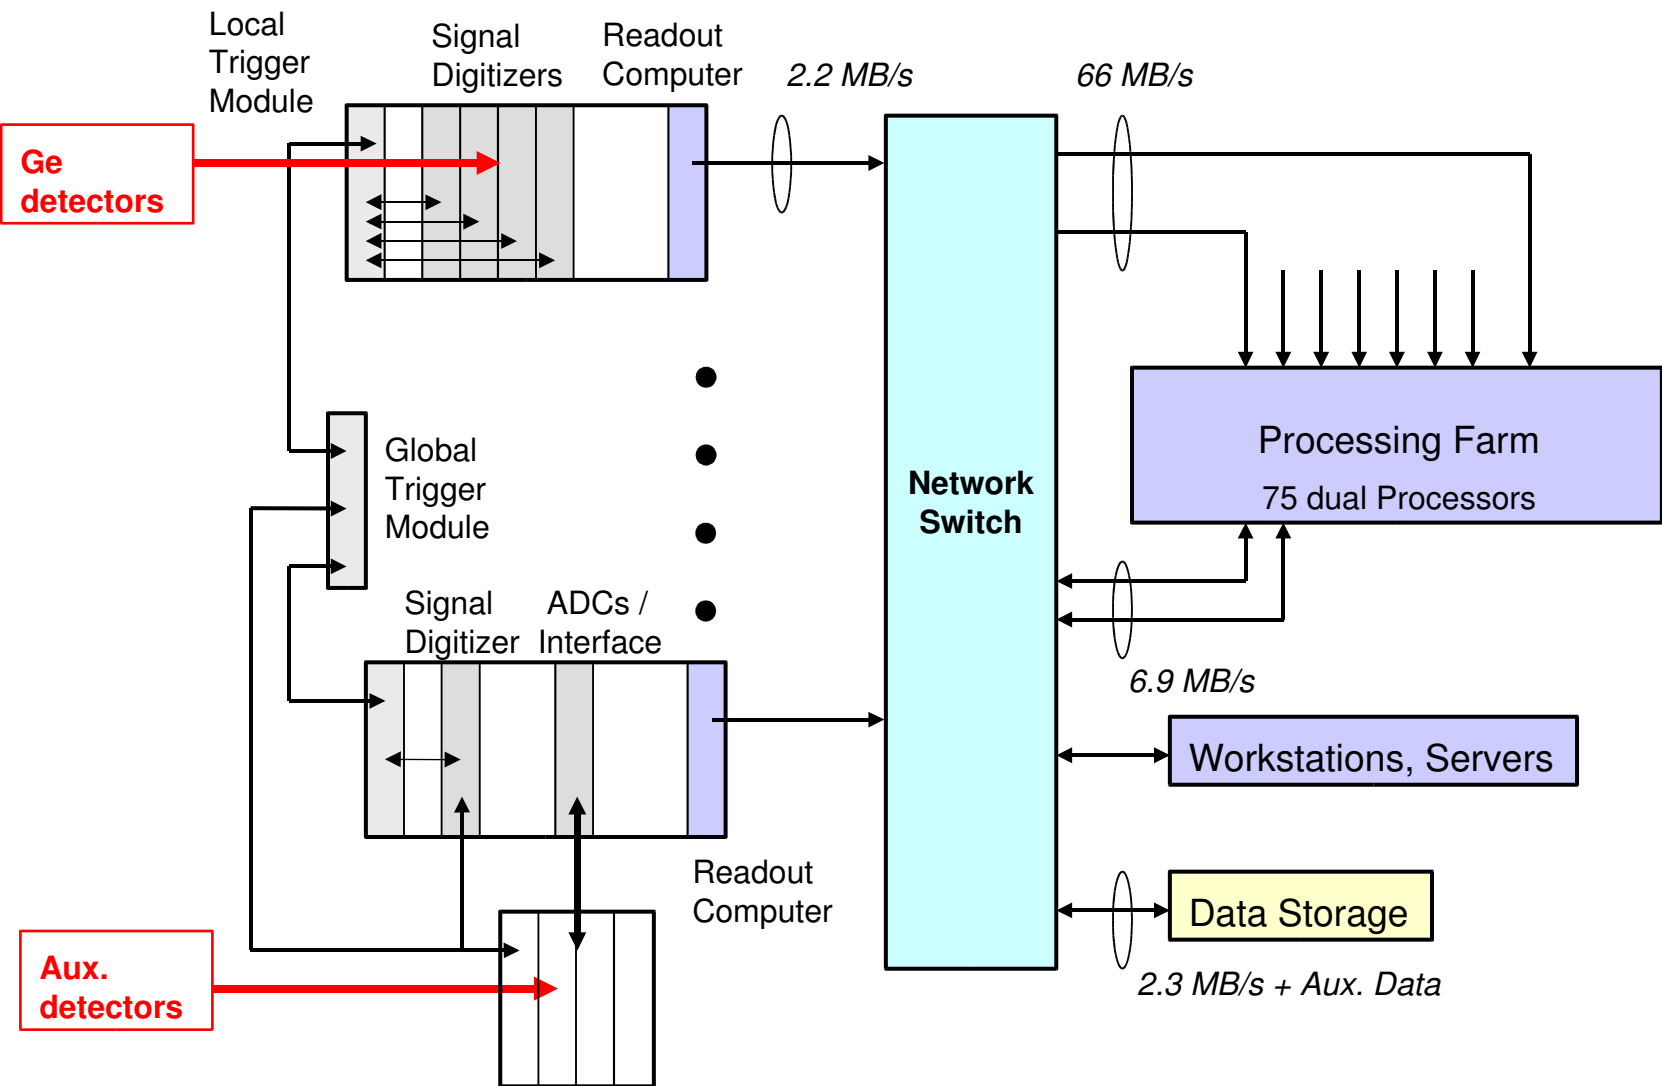 Local
Trigger
Module
Signal
Digitizers
Readout
Computer
2.2 MB/s
66 MB/s
Ge
detectors
Global
Trigger
Module
Network
Switch
Processing Farm
75 dual Processors
Signal
Digitizer
ADCs /
Interface
6.9 MB/s
Workstations, Servers
Readout
Computer
Data Storage
2.3 MB/s + Aux. Data
Aux.
detectors